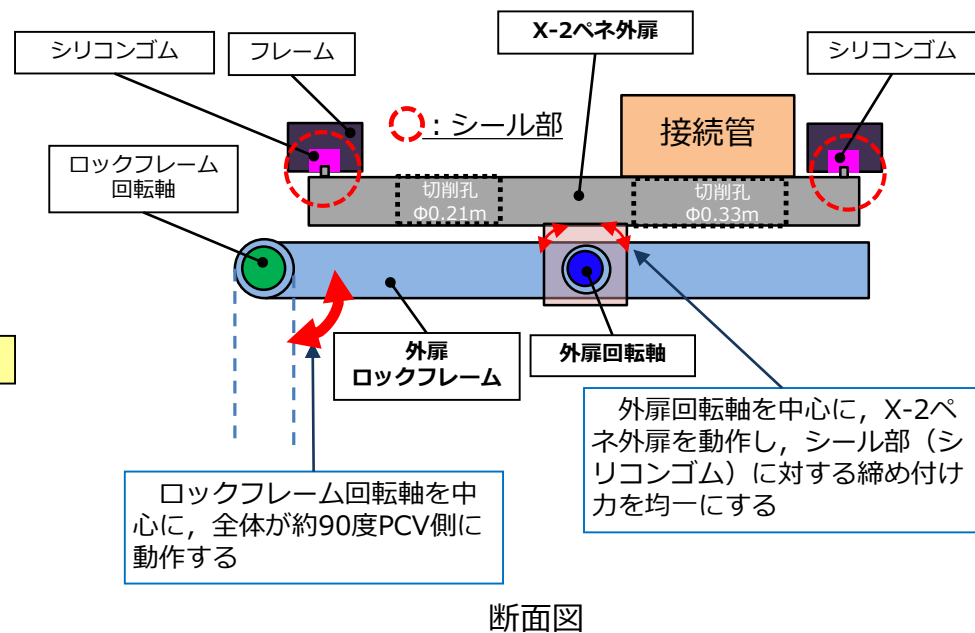 シリコンゴム
フレーム
X-2ペネ外扉
シリコンゴム
：シール部
接続管
ロックフレーム
回転軸
切削孔
Φ0.21m
切削孔
Φ0.33m
外扉
ロックフレーム
外扉回転軸
外扉回転軸を中心に，X-2ペ
ネ外扉を動作し，シール部（シ
リコンゴム）に対する締め付け
力を均一にする
ロックフレーム回転軸を中
心に，全体が約90度PCV側に
動作する
断面図